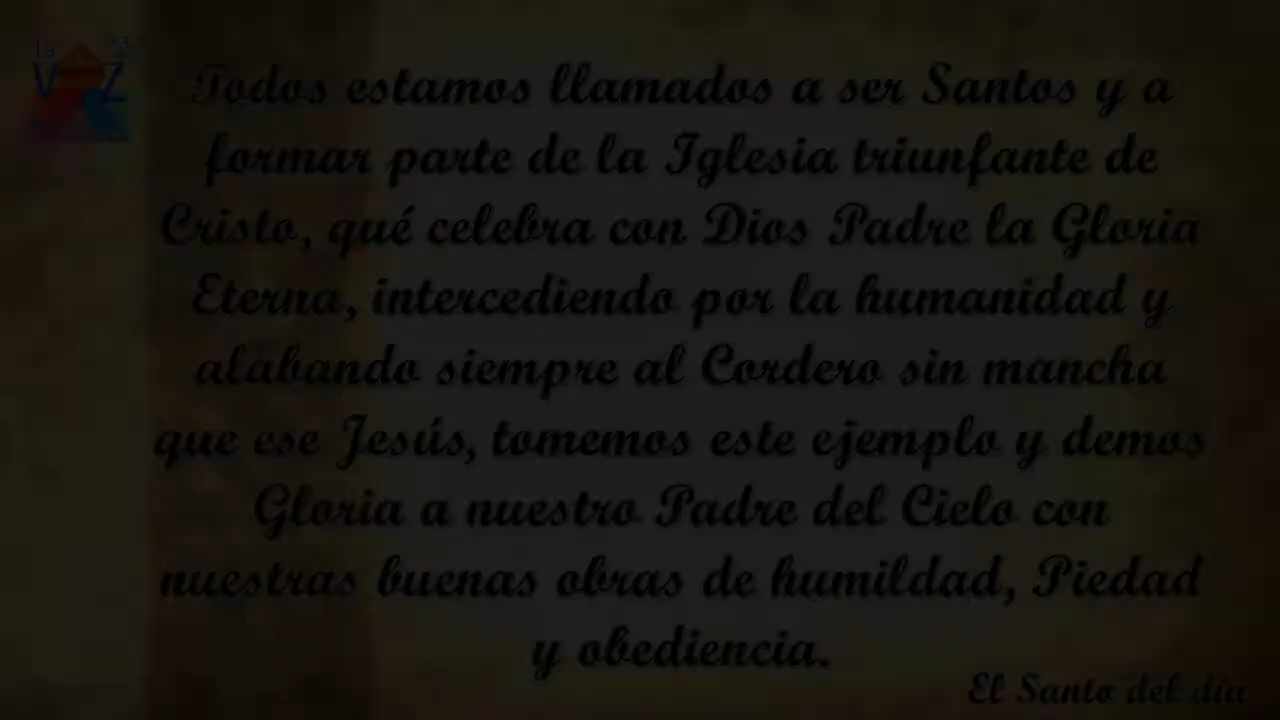 Todos estamos llamados a ser Santos y a
formar parte de la Iglesia triunfante de
Cristo, qué celebra con Dios Padre la Gloria
Eterna, intercediendo por la humanidad y
alabando siempre al Cordero sin mancha
que ese Jesús, tomemos este ejemplo y demos
Gloria a nuestro Padre del Cielo con
nuestras buenas obras de humildad, Piedad
y obediencia.
El Santo del día